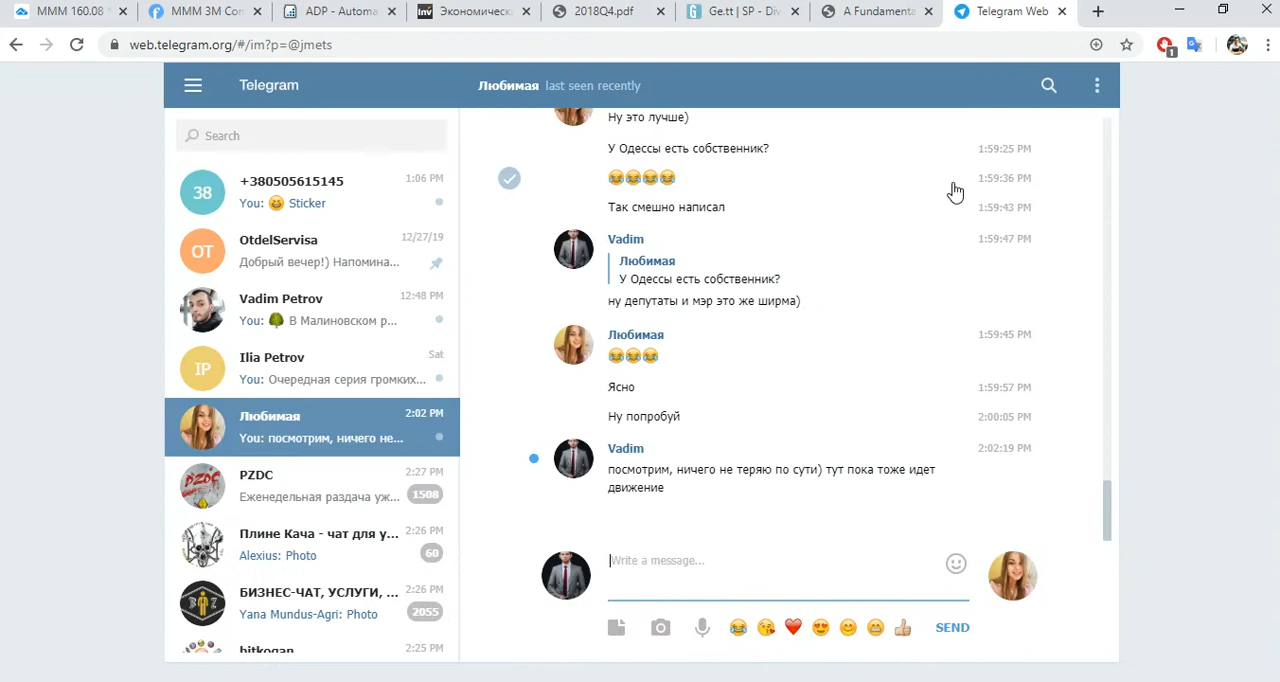 MMM 160.08
MMM 3M Con
ADP - Automa
Inv
Экономически
2018Q4.pdf
Ge.tt | SP - Div
A Fundamenta
Telegram Web
web.telegram.org/#/im?p=@jmets
1
Telegram
Любимая last seen recently
Search
38
+380505615145
1:06 PM
You: 😄 Sticker
OT
OtdelServisa
12/27/19
Добрый вечер!) Напомина...
Vadim Petrov
12:48 PM
You: 🌳 В Малиновском р...
IP
Ilia Petrov
Sat
You: Очередная серия громких...
Любимая
2:02 PM
You: посмотрим, ничего не...
PZDC
PZDC
2:27 PM
Еженедельная раздача уж...
1508
Плине Кача - чат для у...
2:26 PM
Alexius: Photo
60
БИЗНЕС-ЧАТ, УСЛУГИ, ...
2:26 PM
Yana Mundus-Agri: Photo
2055
bitkogan
2:25 PM
Ну это лучше)
У Одессы есть собственник?
1:59:25 PM
😂😂😂😂
1:59:36 PM
Так смешно написал
1:59:43 PM
Vadim
1:59:47 PM
Любимая
У Одессы есть собственник?
ну депутаты и мэр это же ширма)
Любимая
1:59:45 PM
😂😂😂
Ясно
1:59:57 PM
Ну попробуй
2:00:05 PM
Vadim
2:02:19 PM
посмотрим, ничего не теряю по сути) тут пока тоже идет
движение
Write a message...
😂 😘 ❤️ 😍 😊 😁 👍
SEND